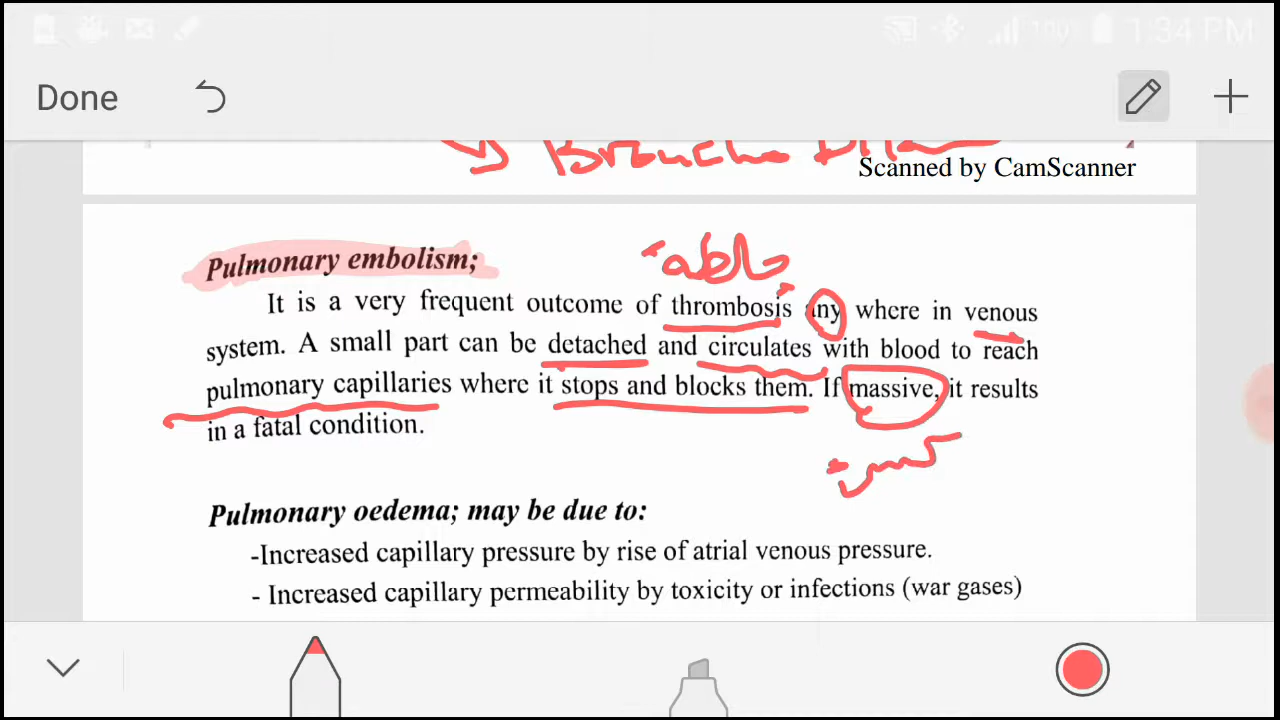 1:34 PM
Done
Scanned by CamScanner
Pulmonary embolism;
It is a very frequent outcome of thrombosis any where in venous
system. A small part can be detached and circulates with blood to reach
pulmonary capillaries where it stops and blocks them. If massive, it results
in a fatal condition.
Pulmonary oedema; may be due to:
-Increased capillary pressure by rise of atrial venous pressure.
- Increased capillary permeability by toxicity or infections (war gases)